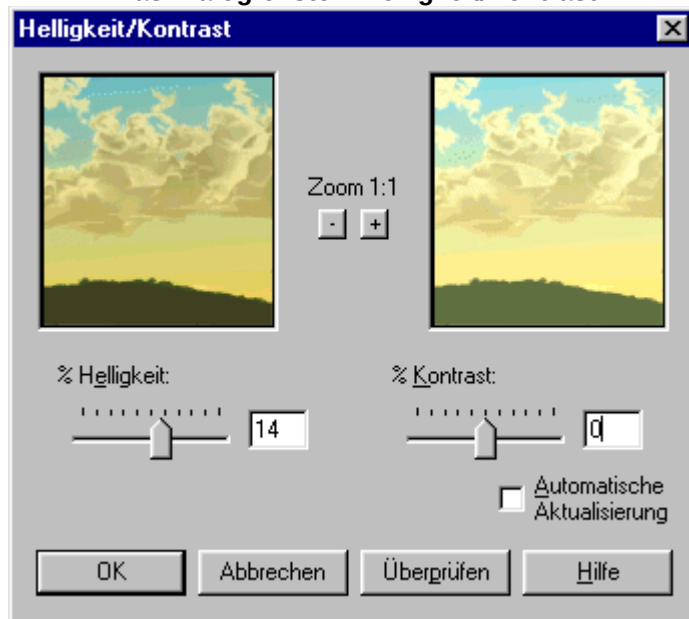 Helligkeit/Kontrast
Zoom 1:1
- +
% Helligkeit: % Kontrast:
14 0
Automatische
Aktualisierung
OK Abbrechen Überprüfen Hilfe